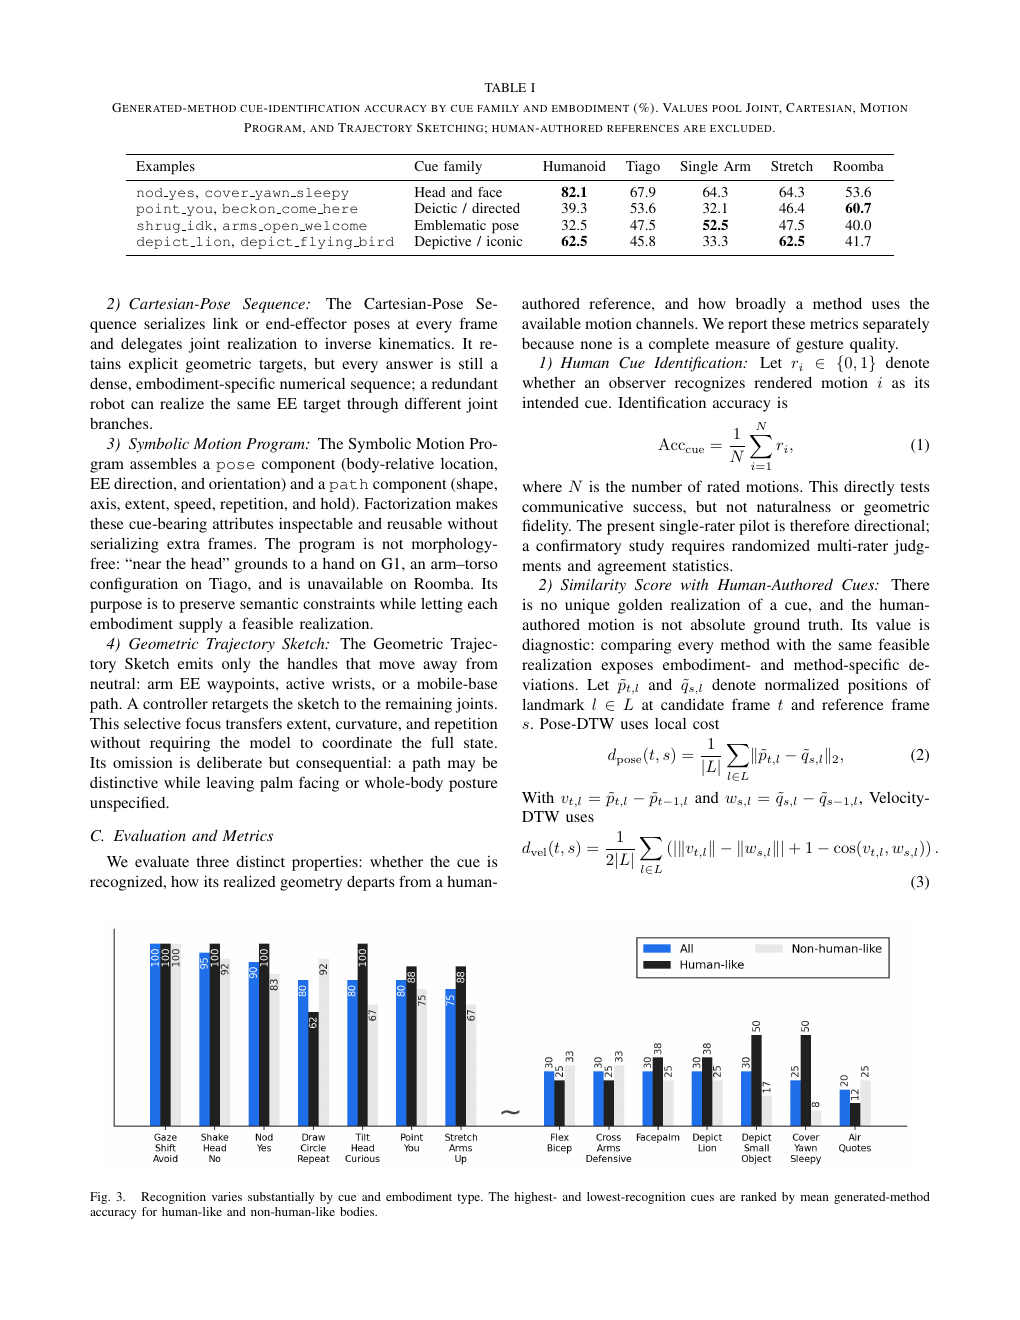 TABLE I
GENERATED-METHOD CUE-IDENTIFICATION ACCURACY BY CUE FAMILY AND EMBODIMENT (%). VALUES POOL JOINT, CARTESIAN, MOTION
PROGRAM, AND TRAJECTORY SKETCHING; HUMAN-AUTHORED REFERENCES ARE EXCLUDED.
Examples Cue family Humanoid Tiago Single Arm Stretch Roomba
nod_yes, cover_yawn_sleepy Head and face 82.1 67.9 64.3 64.3 53.6
point_you, beckon_come_here Deictic / directed 39.3 53.6 32.1 46.4 60.7
shrug_idk, arms_open_welcome Emblematic pose 32.5 47.5 52.5 47.5 40.0
depict_lion, depict_flying_bird Depictive / iconic 62.5 45.8 33.3 62.5 41.7
2) Cartesian-Pose Sequence: The Cartesian-Pose Se-
quence serializes link or end-effector poses at every frame
and delegates joint realization to inverse kinematics. It re-
tains explicit geometric targets, but every answer is still a
dense, embodiment-specific numerical sequence; a redundant
robot can realize the same EE target through different joint
branches.
3) Symbolic Motion Program: The Symbolic Motion Pro-
gram assembles a pose component (body-relative location,
EE direction, and orientation) and a path component (shape,
axis, extent, speed, repetition, and hold). Factorization makes
these cue-bearing attributes inspectable and reusable without
serializing extra frames. The program is not morphology-
free: “near the head” grounds to a hand on G1, an arm–torso
configuration on Tiago, and is unavailable on Roomba. Its
purpose is to preserve semantic constraints while letting each
embodiment supply a feasible realization.
4) Geometric Trajectory Sketch: The Geometric Trajec-
tory Sketch emits only the handles that move away from
neutral: arm EE waypoints, active wrists, or a mobile-base
path. A controller retargets the sketch to the remaining joints.
This selective focus transfers extent, curvature, and repetition
without requiring the model to coordinate the full state.
Its omission is deliberate but consequential: a path may be
distinctive while leaving palm facing or whole-body posture
unspecified.
C. Evaluation and Metrics
We evaluate three distinct properties: whether the cue is
recognized, how its realized geometry departs from a human-
authored reference, and how broadly a method uses the
available motion channels. We report these metrics separately
because none is a complete measure of gesture quality.
1) Human Cue Identification: Let r_i ∈ {0, 1} denote
whether an observer recognizes rendered motion i as its
intended cue. Identification accuracy is
Acc_cue = 1/N ∑_{i=1}^{N} r_i, (1)
where N is the number of rated motions. This directly tests
communicative success, but not naturalness or geometric
fidelity. The present single-rater pilot is therefore directional;
a confirmatory study requires randomized multi-rater judg-
ments and agreement statistics.
2) Similarity Score with Human-Authored Cues: There
is no unique golden realization of a cue, and the human-
authored motion is not absolute ground truth. Its value is
diagnostic: comparing every method with the same feasible
realization exposes embodiment- and method-specific de-
viations. Let p̃_{t,l} and q̃_{s,l} denote normalized positions of
landmark l ∈ L at candidate frame t and reference frame
s. Pose-DTW uses local cost
d_pose(t, s) = 1/|L| ∑_{l∈L} ‖p̃_{t,l} − q̃_{s,l}‖_2, (2)
With v_{t,l} = p̃_{t,l} − p̃_{t−1,l} and w_{s,l} = q̃_{s,l} − q̃_{s−1,l}, Velocity-
DTW uses
d_vel(t, s) = 1/(2|L|) ∑_{l∈L} (|‖v_{t,l}‖ − ‖w_{s,l}‖| + 1 − cos(v_{t,l}, w_{s,l})).
(3)
All Non-human-like
Human-like
100 100 100
95 100 92
90 100 83
80 62 92
80 100 67
80 88 75
75 88 67
~
30 25 33
30 25 33
30 38 25
30 38 25
30 50 17
25 50 8
20 12 25
Gaze Shift Avoid
Shake Head No
Nod Yes
Draw Circle Repeat
Tilt Head Curious
Point You
Stretch Arms Up
Flex Bicep
Cross Arms Defensive
Facepalm
Depict Lion
Depict Small Object
Cover Yawn Sleepy
Air Quotes
Fig. 3. Recognition varies substantially by cue and embodiment type. The highest- and lowest-recognition cues are ranked by mean generated-method
accuracy for human-like and non-human-like bodies.